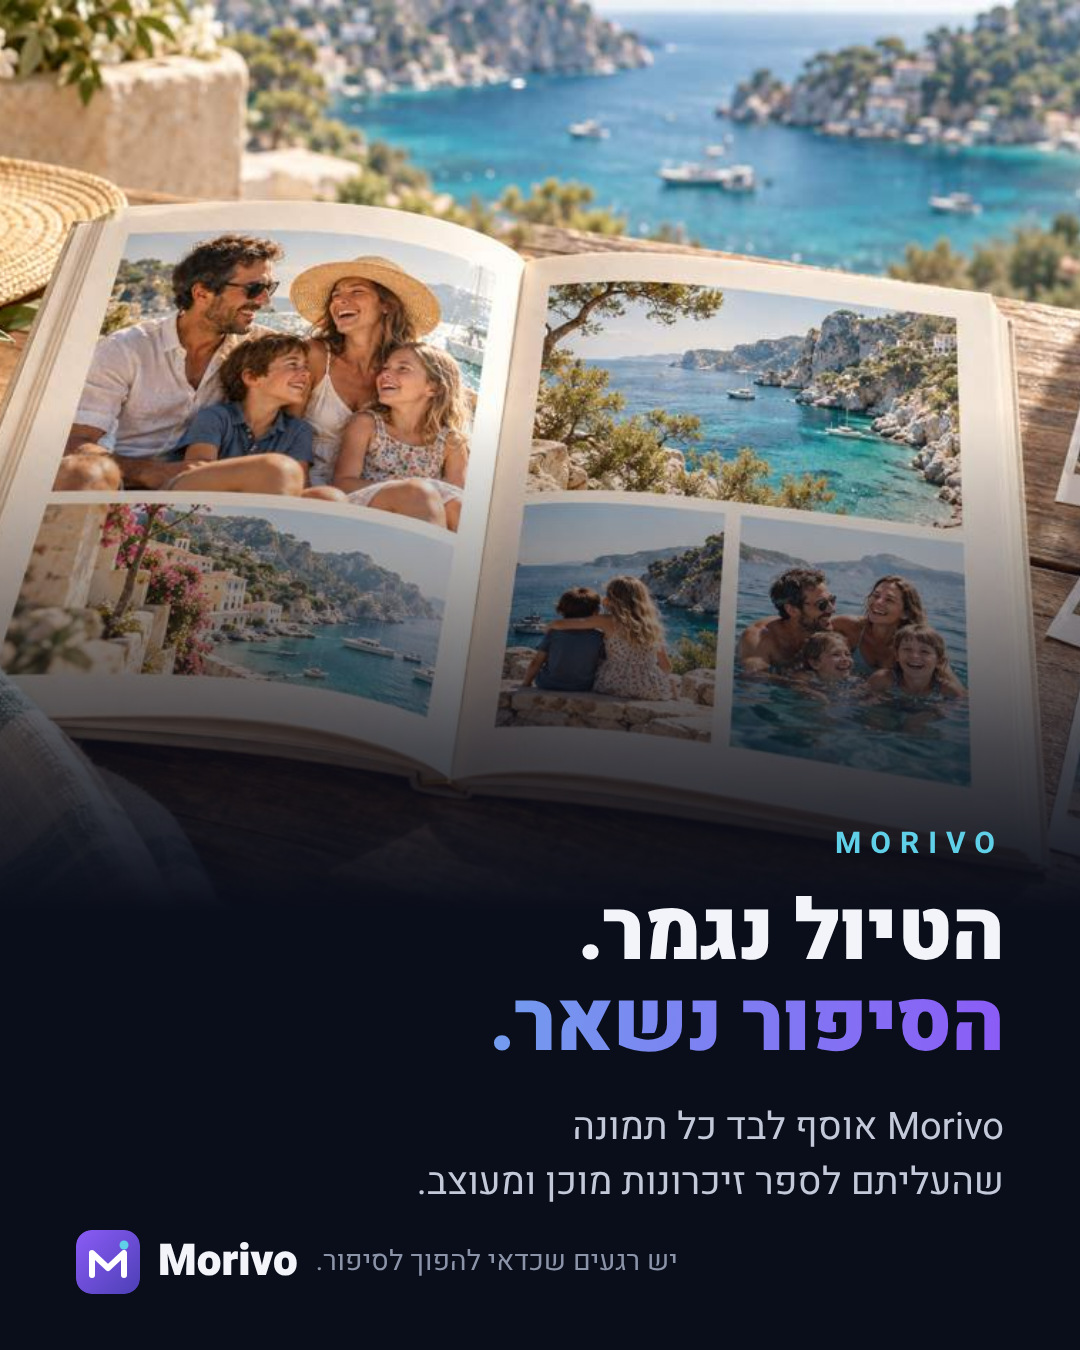 MORIVO
הטיול נגמר.
הסיפור נשאר.
Morivo אוסף לבד כל תמונה
שהעליתם לספר זיכרונות מוכן ומעוצב.
Morivo יש רגעים שכדאי להפוך לסיפור.